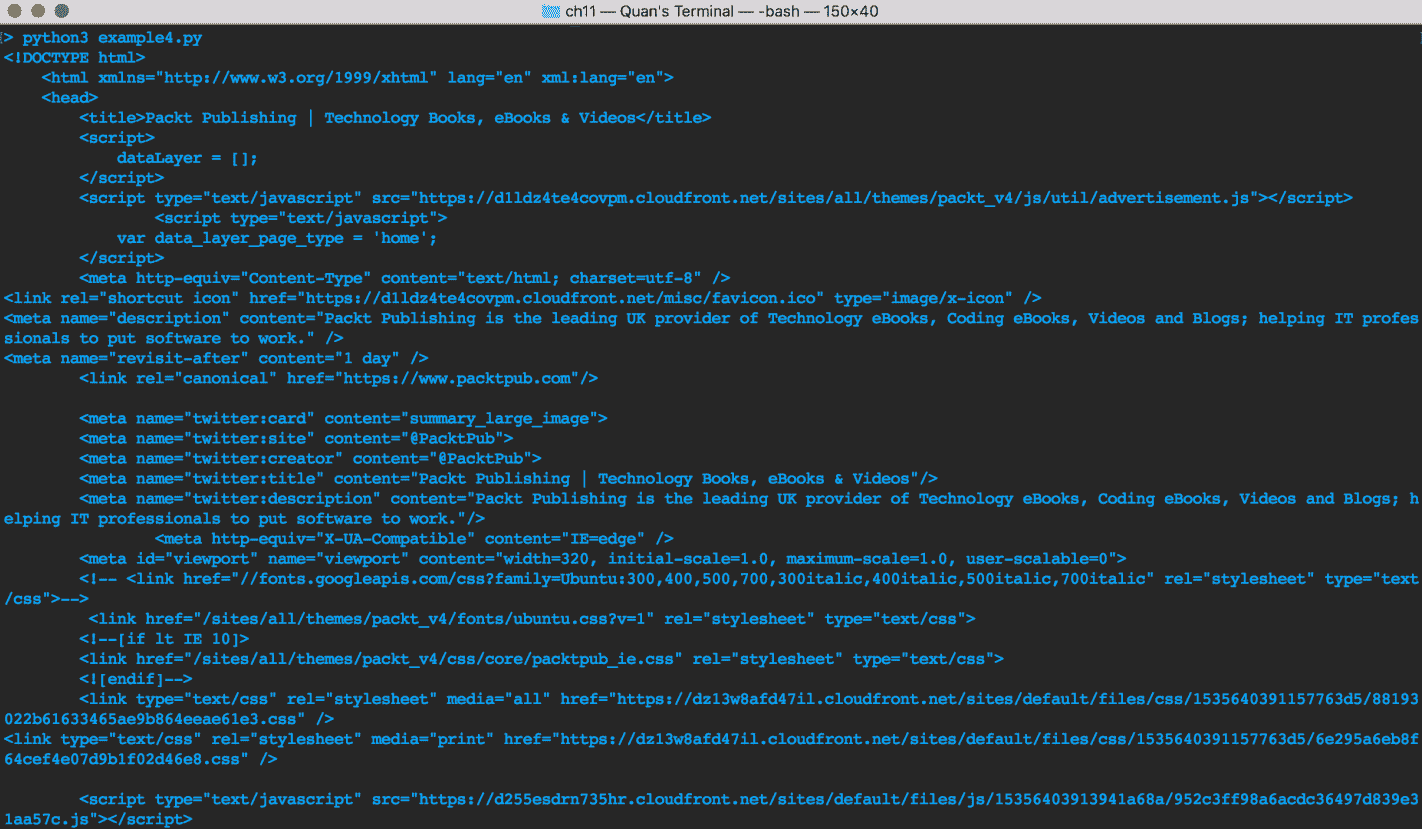 ch11 — Quan's Terminal — -bash — 150×40
> python3 example4.py
<!DOCTYPE html>
    <html xmlns="http://www.w3.org/1999/xhtml" lang="en" xml:lang="en">
    <head>
        <title>Packt Publishing | Technology Books, eBooks & Videos</title>
        <script>
            dataLayer = [];
        </script>
        <script type="text/javascript" src="https://d1ldz4te4covpm.cloudfront.net/sites/all/themes/packt_v4/js/util/advertisement.js"></script>
                <script type="text/javascript">
            var data_layer_page_type = 'home';
        </script>
        <meta http-equiv="Content-Type" content="text/html; charset=utf-8" />
<link rel="shortcut icon" href="https://d1ldz4te4covpm.cloudfront.net/misc/favicon.ico" type="image/x-icon" />
<meta name="description" content="Packt Publishing is the leading UK provider of Technology eBooks, Coding eBooks, Videos and Blogs; helping IT profes
sionals to put software to work." />
<meta name="revisit-after" content="1 day" />
        <link rel="canonical" href="https://www.packtpub.com"/>

        <meta name="twitter:card" content="summary_large_image">
        <meta name="twitter:site" content="@PacktPub">
        <meta name="twitter:creator" content="@PacktPub">
        <meta name="twitter:title" content="Packt Publishing | Technology Books, eBooks & Videos"/>
        <meta name="twitter:description" content="Packt Publishing is the leading UK provider of Technology eBooks, Coding eBooks, Videos and Blogs; h
elping IT professionals to put software to work."/>
                <meta http-equiv="X-UA-Compatible" content="IE=edge" />
        <meta id="viewport" name="viewport" content="width=320, initial-scale=1.0, maximum-scale=1.0, user-scalable=0">
        <!-- <link href="//fonts.googleapis.com/css?family=Ubuntu:300,400,500,700,300italic,400italic,500italic,700italic" rel="stylesheet" type="text
/css">-->
         <link href="/sites/all/themes/packt_v4/fonts/ubuntu.css?v=1" rel="stylesheet" type="text/css">
        <!--[if lt IE 10]>
        <link href="/sites/all/themes/packt_v4/css/core/packtpub_ie.css" rel="stylesheet" type="text/css">
        <![endif]-->
        <link type="text/css" rel="stylesheet" media="all" href="https://dz13w8afd47il.cloudfront.net/sites/default/files/css/1535640391157763d5/88193
022b61633465ae9b864eeae61e3.css" />
<link type="text/css" rel="stylesheet" media="print" href="https://dz13w8afd47il.cloudfront.net/sites/default/files/css/1535640391157763d5/6e295a6eb8f
64cef4e07d9b1f02d46e8.css" />

        <script type="text/javascript" src="https://d255esdrn735hr.cloudfront.net/sites/default/files/js/15356403913941a68a/952c3ff98a6acdc36497d839e3
1aa57c.js"></script>